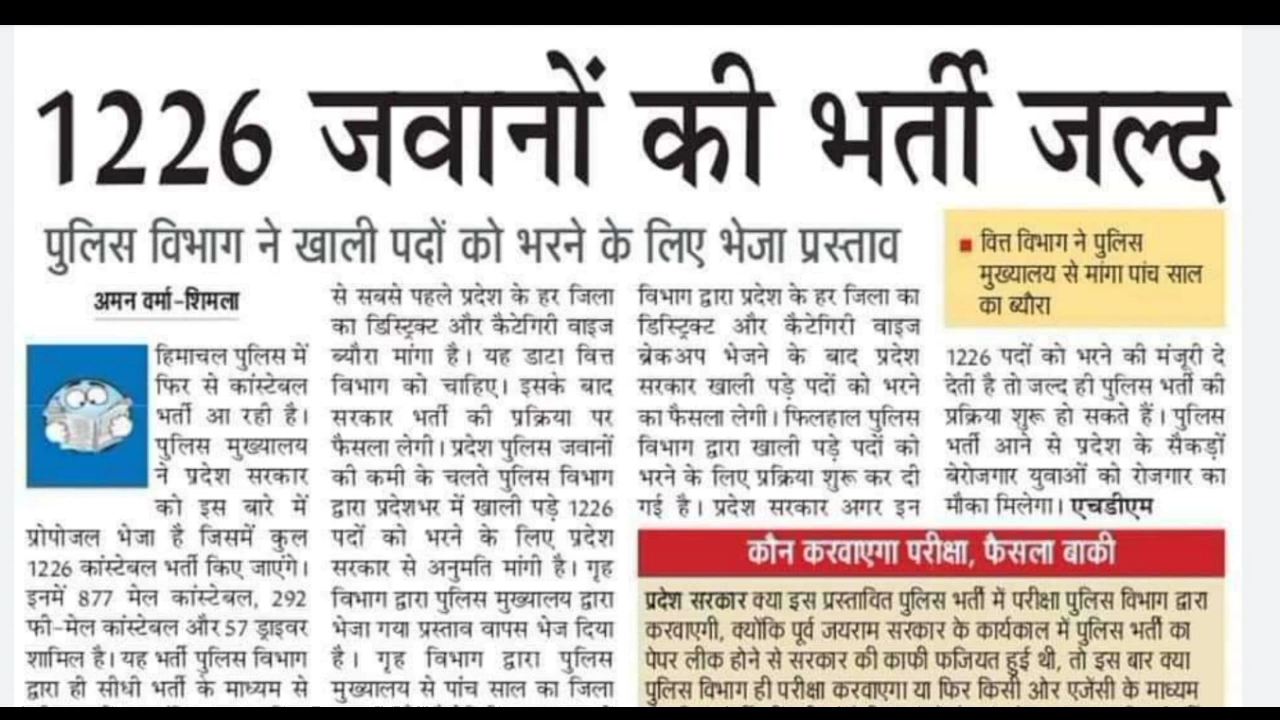 1226 जवानों की भर्ती जल्द
पुलिस विभाग ने खाली पदों को भरने के लिए भेजा प्रस्ताव
अमन वर्मा-शिमला
हिमाचल पुलिस में
फिर से कांस्टेबल
भर्ती आ रही है।
पुलिस मुख्यालय
ने प्रदेश सरकार
को इस बारे में
प्रोपोजल भेजा है जिसमें कुल
1226 कांस्टेबल भर्ती किए जाएंगे।
इनमें 877 मेल कांस्टेबल, 292
फी-मेल कांस्टेबल और 57 ड्राइवर
शामिल है। यह भर्ती पुलिस विभाग
द्वारा ही सीधी भर्ती के माध्यम से
से सबसे पहले प्रदेश के हर जिला
का डिस्ट्रिक्ट और कैटेगिरी वाइज
ब्यौरा मांगा है। यह डाटा वित्त
विभाग को चाहिए। इसके बाद
सरकार भर्ती की प्रक्रिया पर
फैसला लेगी। प्रदेश पुलिस जवानों
की कमी के चलते पुलिस विभाग
द्वारा प्रदेशभर में खाली पड़े 1226
पदों को भरने के लिए प्रदेश
सरकार से अनुमति मांगी है। गृह
विभाग द्वारा पुलिस मुख्यालय द्वारा
भेजा गया प्रस्ताव वापस भेज दिया
है। गृह विभाग द्वारा पुलिस
मुख्यालय से पांच साल का जिला
विभाग द्वारा प्रदेश के हर जिला का
डिस्ट्रिक्ट और कैटेगिरी वाइज
ब्रेकअप भेजने के बाद प्रदेश
सरकार खाली पड़े पदों को भरने
का फैसला लेगी। फिलहाल पुलिस
विभाग द्वारा खाली पड़े पदों को
भरने के लिए प्रक्रिया शुरू कर दी
गई है। प्रदेश सरकार अगर इन
वित्त विभाग ने पुलिस
मुख्यालय से मांगा पांच साल
का ब्यौरा
1226 पदों को भरने की मंजूरी दे
देती है तो जल्द ही पुलिस भर्ती की
प्रक्रिया शुरू हो सकते हैं। पुलिस
भर्ती आने से प्रदेश के सैकड़ों
बेरोजगार युवाओं को रोजगार का
मौका मिलेगा। एचडीएम
कौन करवाएगा परीक्षा, फैसला बाकी
प्रदेश सरकार क्या इस प्रस्तावित पुलिस भर्ती में परीक्षा पुलिस विभाग द्वारा
करवाएगी, क्योंकि पूर्व जयराम सरकार के कार्यकाल में पुलिस भर्ती का
पेपर लीक होने से सरकार की काफी फजियत हुई थी, तो इस बार क्या
पुलिस विभाग ही परीक्षा करवाएगा या फिर किसी ओर एजेंसी के माध्यम